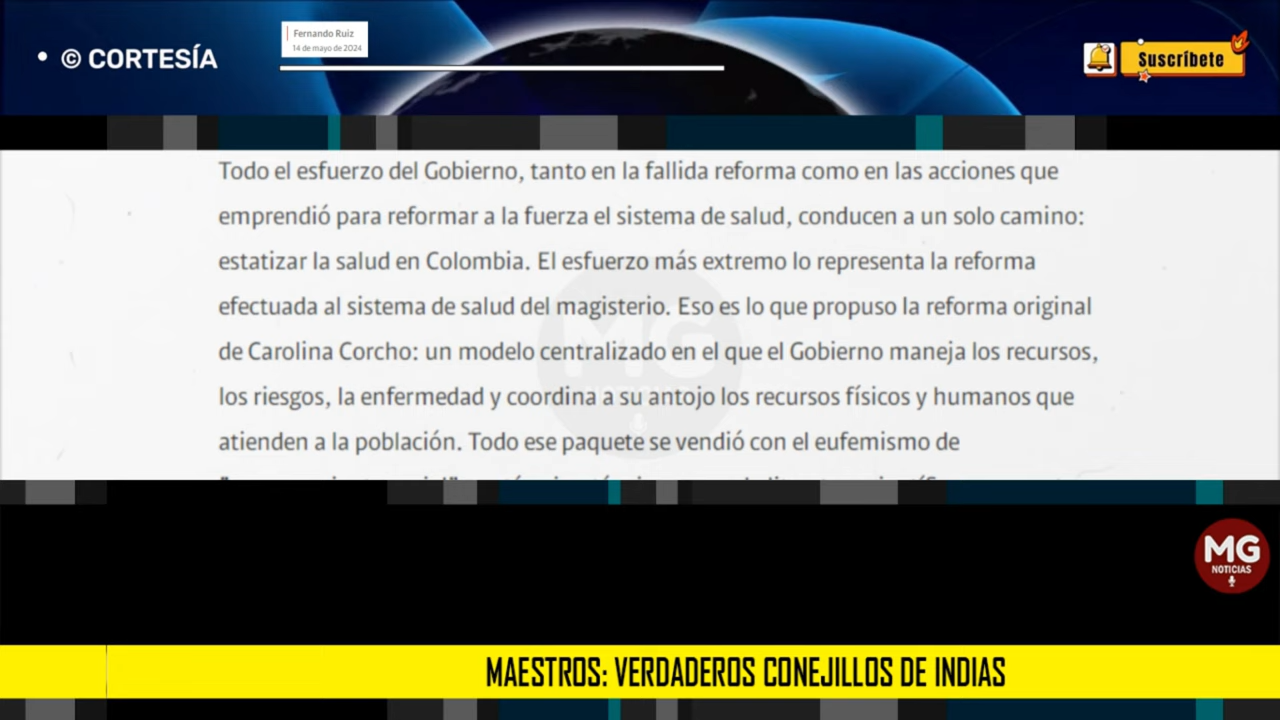 • © CORTESÍA
Fernando Ruiz
14 de mayo de 2024
Suscríbete
Todo el esfuerzo del Gobierno, tanto en la fallida reforma como en las acciones que
emprendió para reformar a la fuerza el sistema de salud, conducen a un solo camino:
estatizar la salud en Colombia. El esfuerzo más extremo lo representa la reforma
efectuada al sistema de salud del magisterio. Eso es lo que propuso la reforma original
de Carolina Corcho: un modelo centralizado en el que el Gobierno maneja los recursos,
los riesgos, la enfermedad y coordina a su antojo los recursos físicos y humanos que
atienden a la población. Todo ese paquete se vendió con el eufemismo de
MG
NOTICIAS
MAESTROS: VERDADEROS CONEJILLOS DE INDIAS